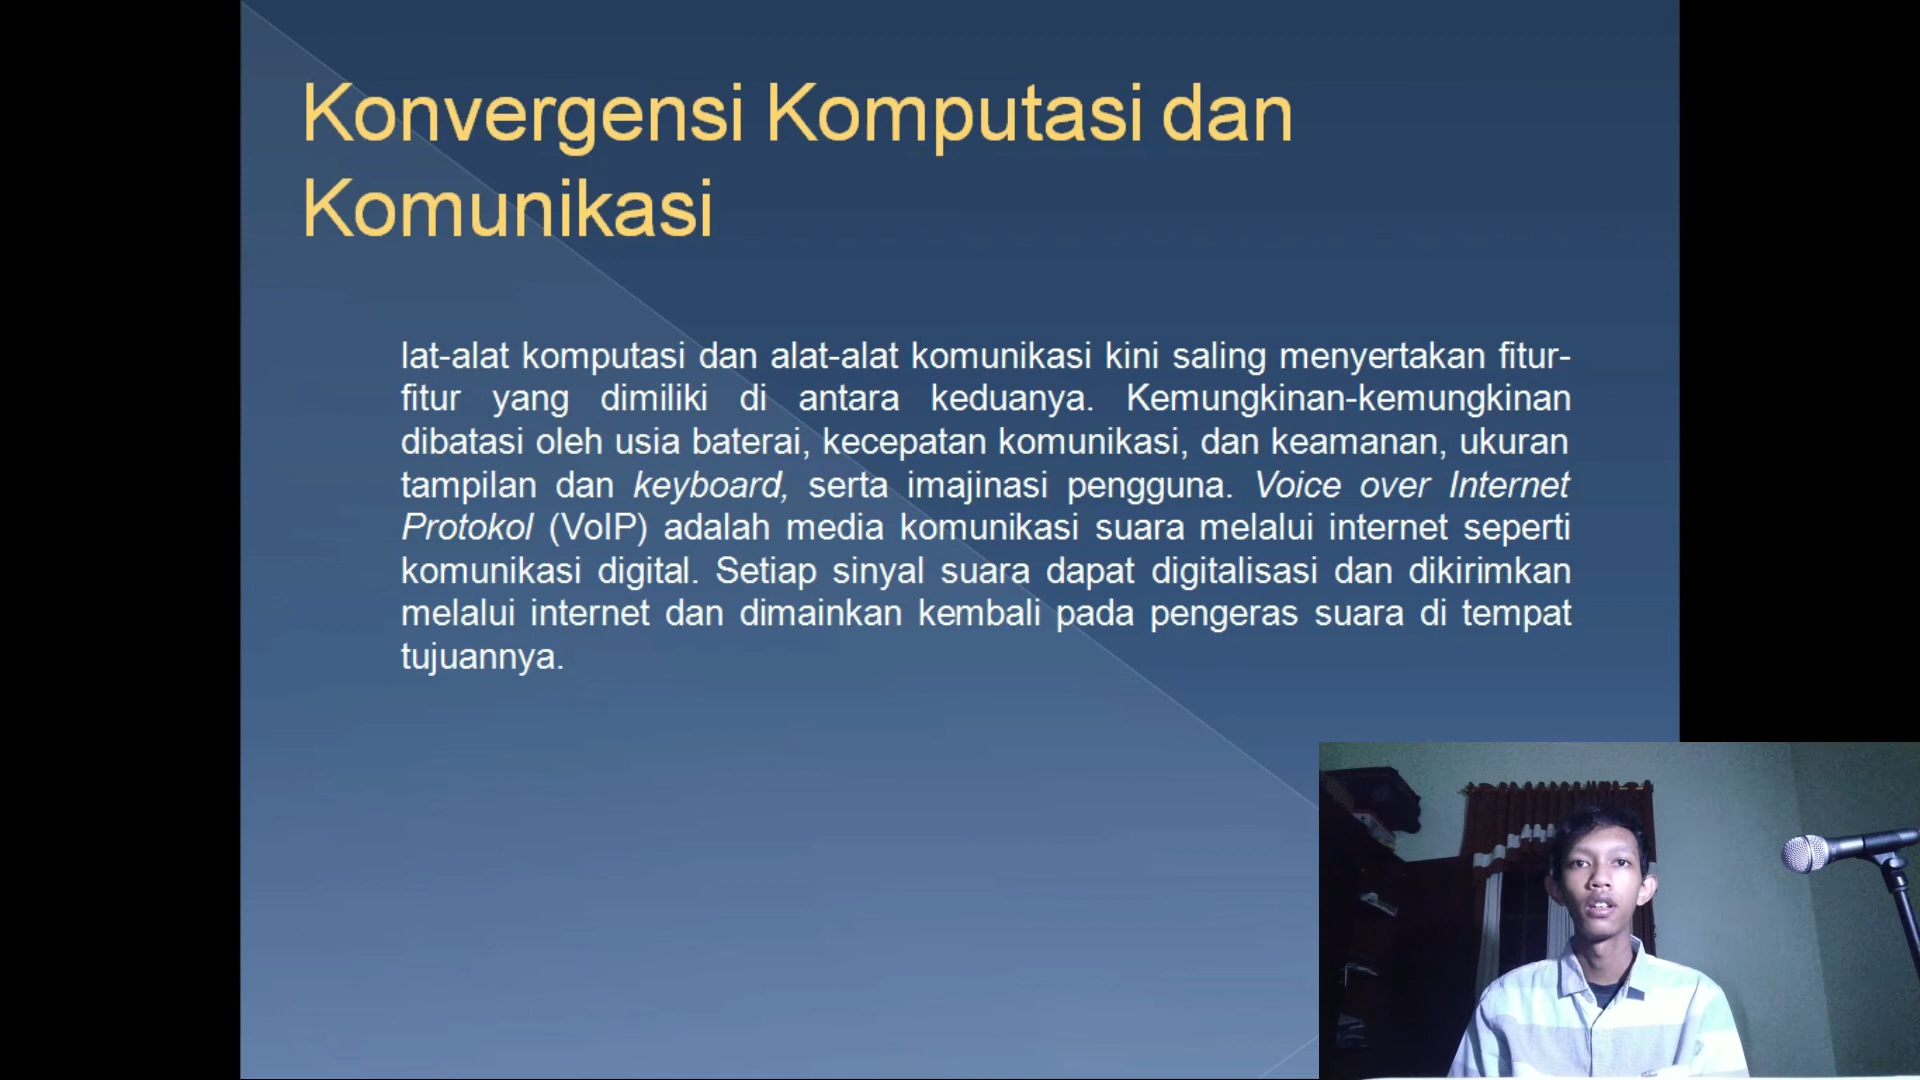 Konvergensi Komputasi dan
Komunikasi
lat-alat komputasi dan alat-alat komunikasi kini saling menyertakan fitur-
fitur yang dimiliki di antara keduanya. Kemungkinan-kemungkinan
dibatasi oleh usia baterai, kecepatan komunikasi, dan keamanan, ukuran
tampilan dan keyboard, serta imajinasi pengguna. Voice over Internet
Protokol (VoIP) adalah media komunikasi suara melalui internet seperti
komunikasi digital. Setiap sinyal suara dapat digitalisasi dan dikirimkan
melalui internet dan dimainkan kembali pada pengeras suara di tempat
tujuannya.